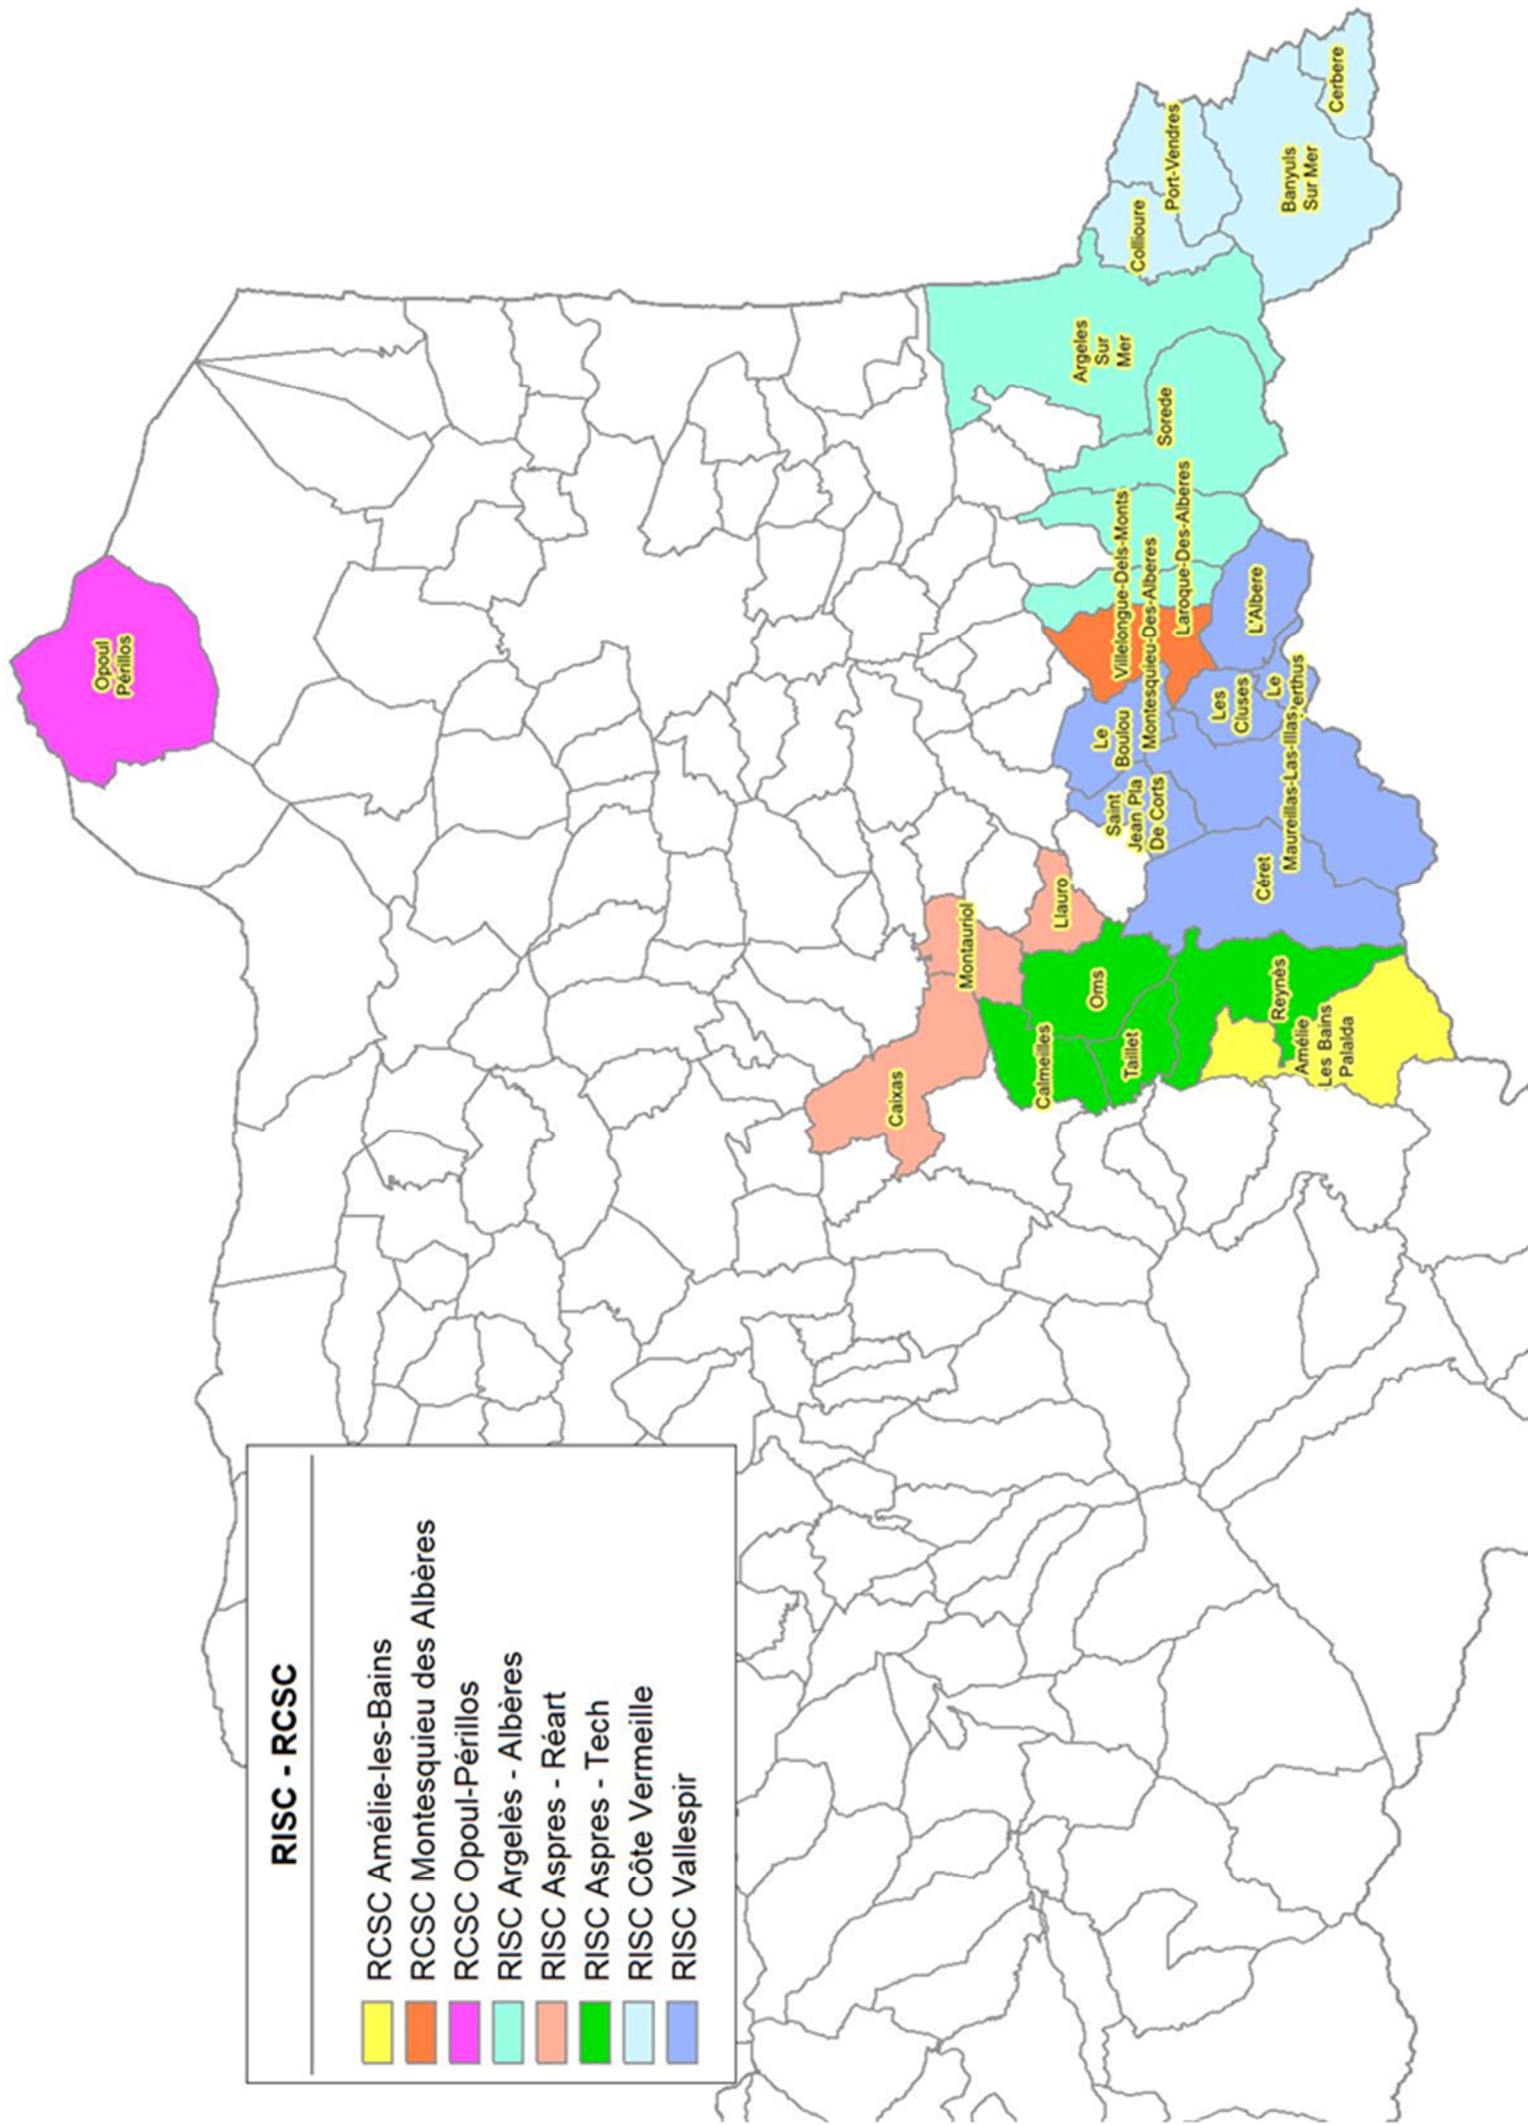 RISC - RCSC
RCSC Amélie-les-Bains
RCSC Montesquieu des Albères
RCSC Opoul-Périllos
RISC Argelès - Albères
RISC Aspres - Réart
RISC Aspres - Tech
RISC Côte Vermeille
RISC Vallespir
Opoul
Périllos
Caixas
Montauriol
Llauro
Calmeilles
Oms
Taillet
Reynès
Amélie
Les Bains
Palalda
Céret
Saint
Jean Pla
De Corts
Le
Boulou
Maureillas-Las-Illas
Les
Cluses
Le
erthus
L'Albere
Villelongue-Dels-Monts
Montesquieu-Des-Alberes
Laroque-Des-Alberes
Sorede
Argeles
Sur
Mer
Collioure
Port-Vendres
Banyuls
Sur Mer
Cerbere